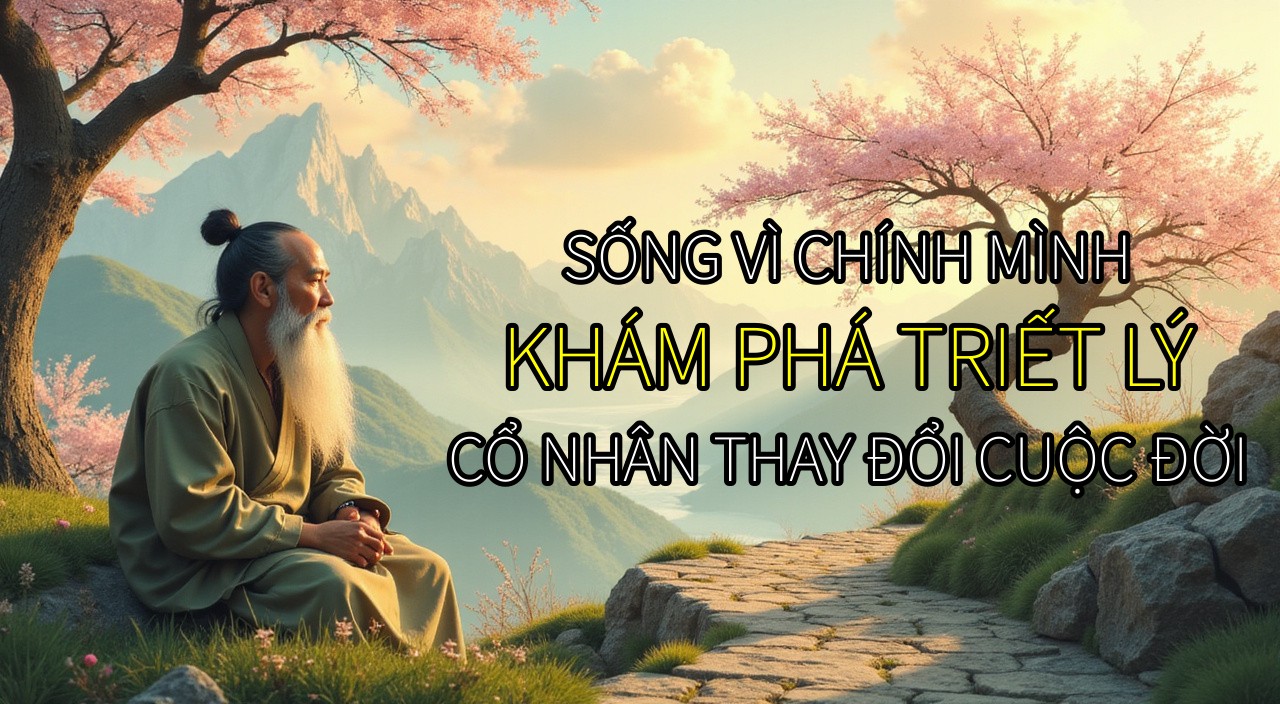 SỐNG VÌ CHÍNH MÌNH
KHÁM PHÁ TRIẾT LÝ
CỔ NHÂN THAY ĐỔI CUỘC ĐỜI